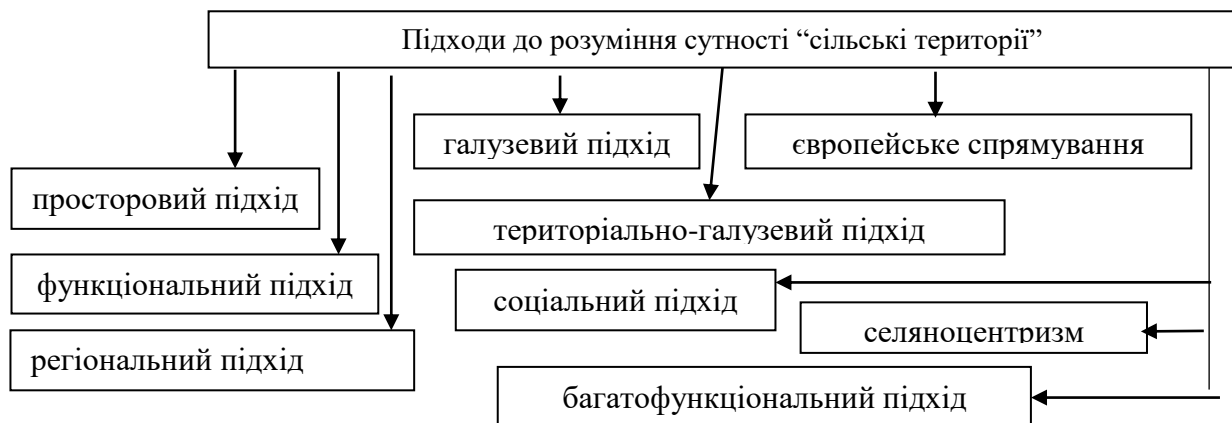 Підходи до розуміння сутності “сільські території”
галузевий підхід
європейське спрямування
просторовий підхід
територіально-галузевий підхід
функціональний підхід
соціальний підхід
селяноцентризм
регіональний підхід
багатофункціональний підхід